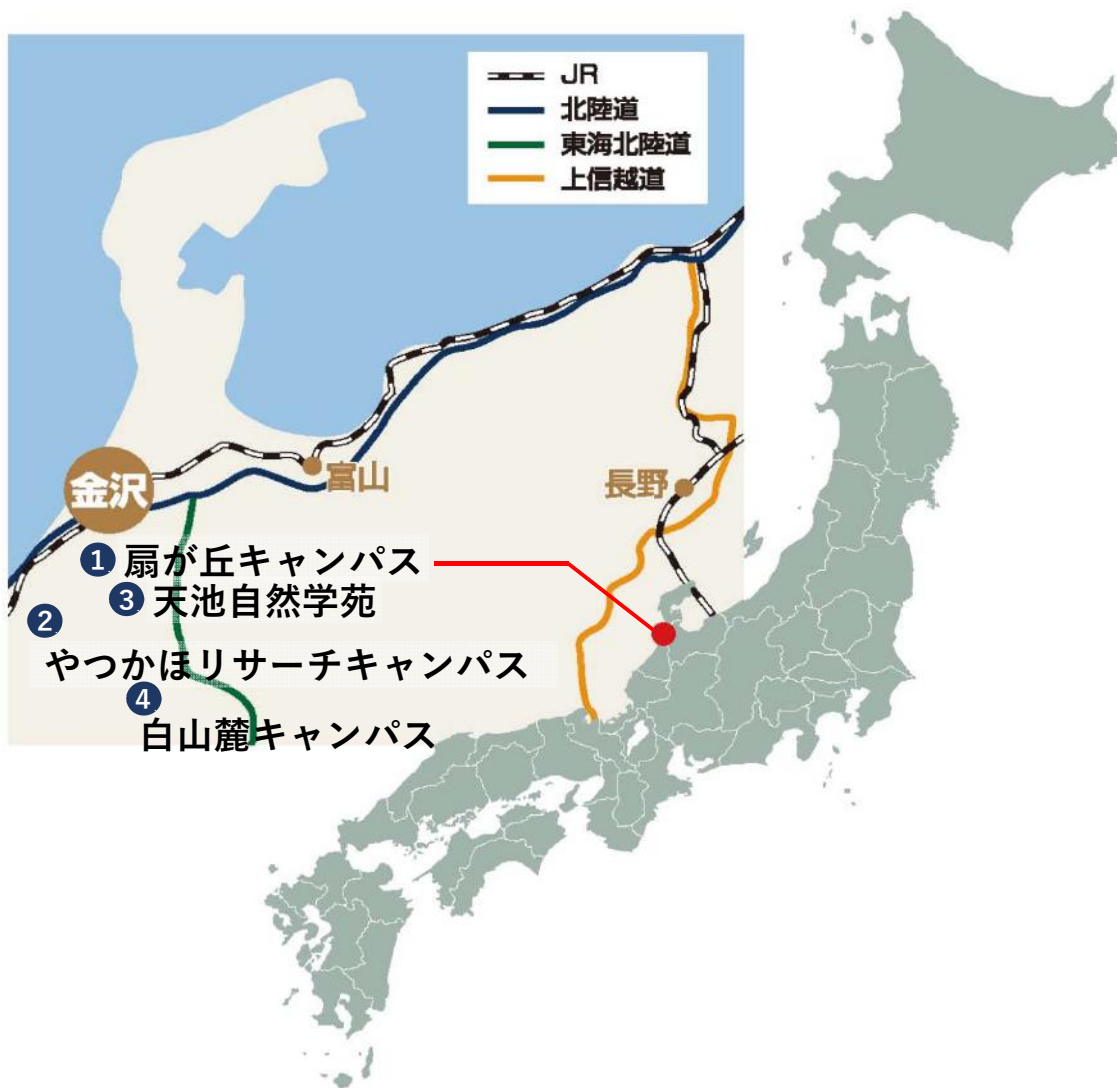 JR
北陸道
東海北陸道
上信越道
富山
長野
金沢
1 扇が丘キャンパス
3 天池自然学苑
2
やつかほリサーチキャンパス
4
白山麓キャンパス